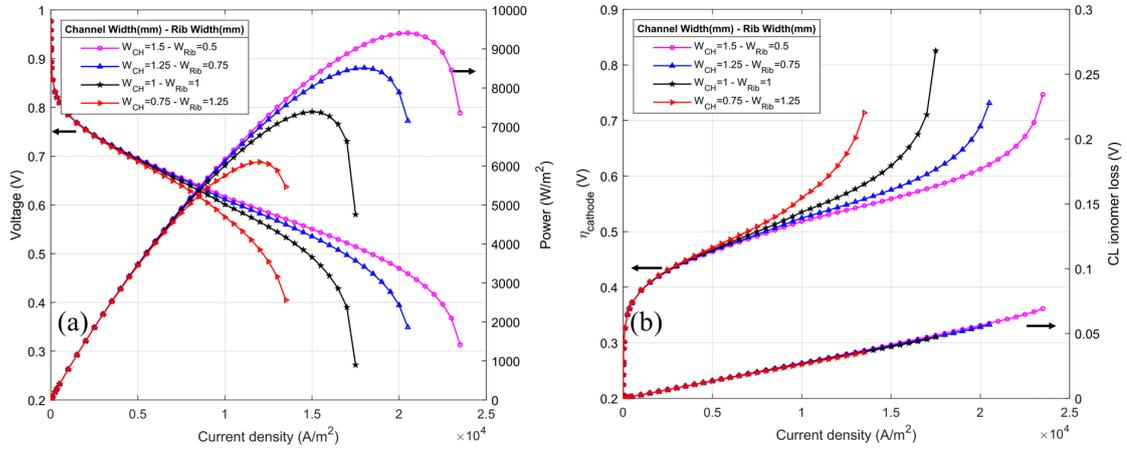 Channel Width(mm) - Rib Width(mm)
W_CH=1.5 - W_Rib=0.5
W_CH=1.25 - W_Rib=0.75
W_CH=1 - W_Rib=1
W_CH=0.75 - W_Rib=1.25
1
0.9
0.8
0.7
0.6
0.5
0.4
0.3
0.2
Voltage (V)
10000
9000
8000
7000
6000
5000
4000
3000
2000
1000
0
Power (W/m²)
(a)
0
0.5
1
1.5
2
2.5
×10⁴
Current density (A/m²)
Channel Width(mm) - Rib Width(mm)
W_CH=1.5 - W_Rib=0.5
W_CH=1.25 - W_Rib=0.75
W_CH=1 - W_Rib=1
W_CH=0.75 - W_Rib=1.25
0.9
0.8
0.7
0.6
0.5
0.4
0.3
0.2
η_cathode (V)
0.3
0.25
0.2
0.15
0.1
0.05
0
CL ionomer loss (V)
(b)
0
0.5
1
1.5
2
2.5
×10⁴
Current density (A/m²)